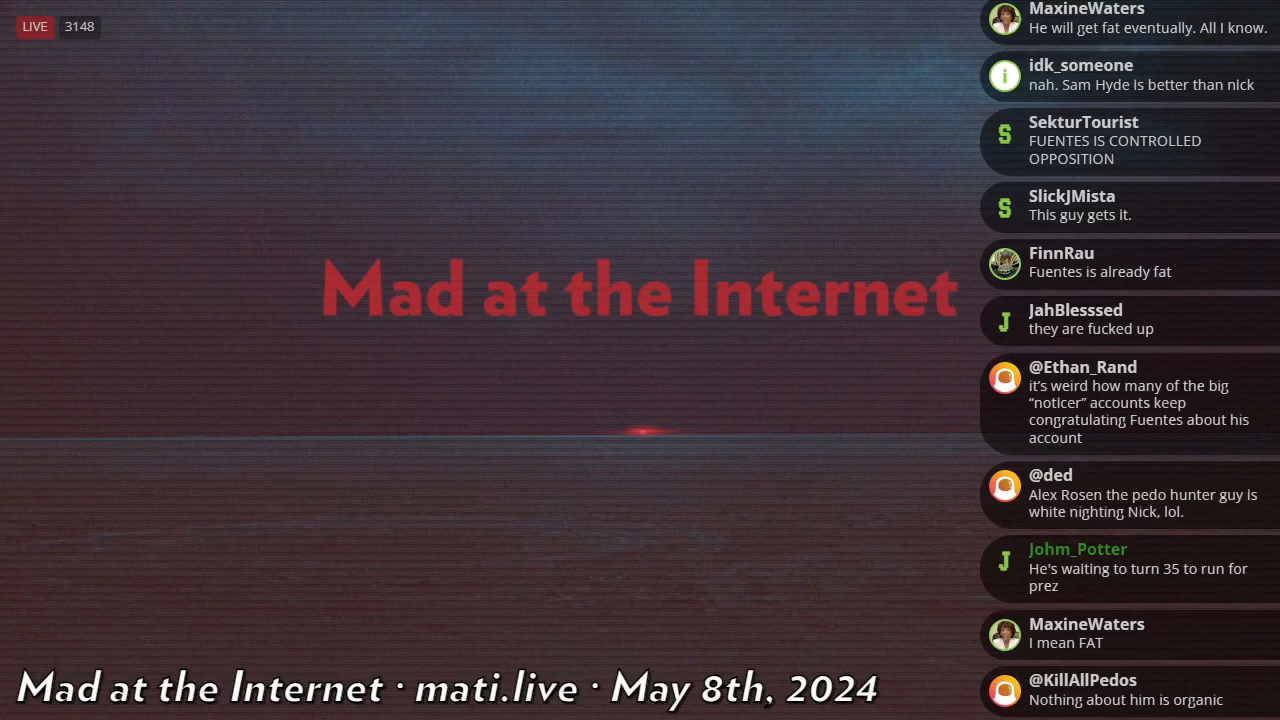 LIVE 3148
Mad at the Internet
Mad at the Internet · mati.live · May 8th, 2024
MaxineWaters
He will get fat eventually. All I know.
idk_someone
nah. Sam Hyde is better than nick
SekturTourist
FUENTES IS CONTROLLED
OPPOSITION
SlickJMista
This guy gets it.
FinnRau
Fuentes is already fat
JahBlesssed
they are fucked up
@Ethan_Rand
it’s weird how many of the big
“noticer” accounts keep
congratulating Fuentes about his
account
@ded
Alex Rosen the pedo hunter guy is
white nighting Nick, lol.
Johm_Potter
He's waiting to turn 35 to run for
prez
MaxineWaters
I mean FAT
@KillAllPedos
Nothing about him is organic